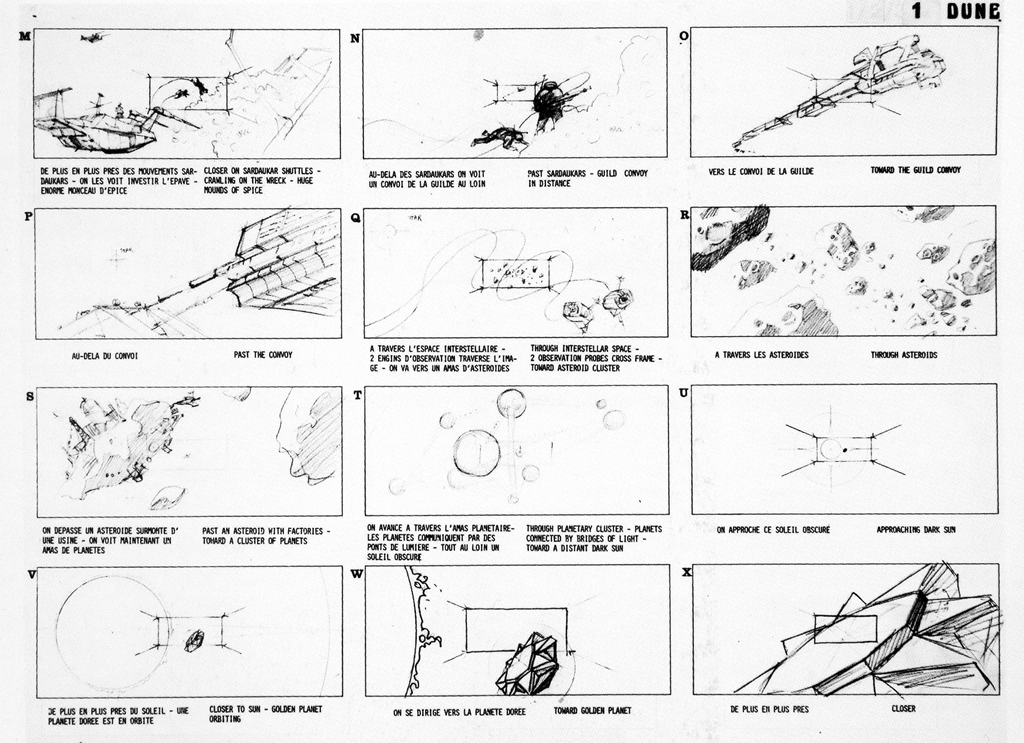 1 DUNE
M
N
O
DE PLUS EN PLUS PRES DES MOUVEMENTS SAR-
DAUKARS - ON LES VOIT INVESTIR L'EPAVE -
ENORME MONCEAU D'EPICE
CLOSER ON SARDAUKAR SHUTTLES -
CRAWLING ON THE WRECK - HUGE
MOUNDS OF SPICE
AU-DELA DES SARDAUKARS ON VOIT
UN CONVOI DE LA GUILDE AU LOIN
PAST SARDAUKARS - GUILD CONVOY
IN DISTANCE
VERS LE CONVOI DE LA GUILDE
TOWARD THE GUILD CONVOY
P
Q
R
AU-DELA DU CONVOI
PAST THE CONVOY
A TRAVERS L'ESPACE INTERSTELLAIRE -
2 ENGINS D'OBSERVATION TRAVERSE L'IMA-
GE - ON VA VERS UN AMAS D'ASTEROIDES
THROUGH INTERSTELLAR SPACE -
2 OBSERVATION PROBES CROSS FRAME -
TOWARD ASTEROID CLUSTER
A TRAVERS LES ASTEROIDES
THROUGH ASTEROIDS
S
T
U
ON DEPASSE UN ASTEROIDE SURMONTE D'
UNE USINE - ON VOIT MAINTENANT UN
AMAS DE PLANETES
PAST AN ASTEROID WITH FACTORIES -
TOWARD A CLUSTER OF PLANETS
ON AVANCE A TRAVERS L'AMAS PLANETAIRE-
LES PLANETES COMMUNIQUENT PAR DES
PONTS DE LUMIERE - TOUT AU LOIN UN
SOLEIL OBSCURE
THROUGH PLANETARY CLUSTER - PLANETS
CONNECTED BY BRIDGES OF LIGHT -
TOWARD A DISTANT DARK SUN
ON APPROCHE CE SOLEIL OBSCURÉ
APPROACHING DARK SUN
V
W
X
DE PLUS EN PLUS PRES DU SOLEIL - UNE
PLANETE DOREE EST EN ORBITE
CLOSER TO SUN - GOLDEN PLANET
ORBITING
ON SE DIRIGE VERS LA PLANETE DOREE
TOWARD GOLDEN PLANET
DE PLUS EN PLUS PRES
CLOSER